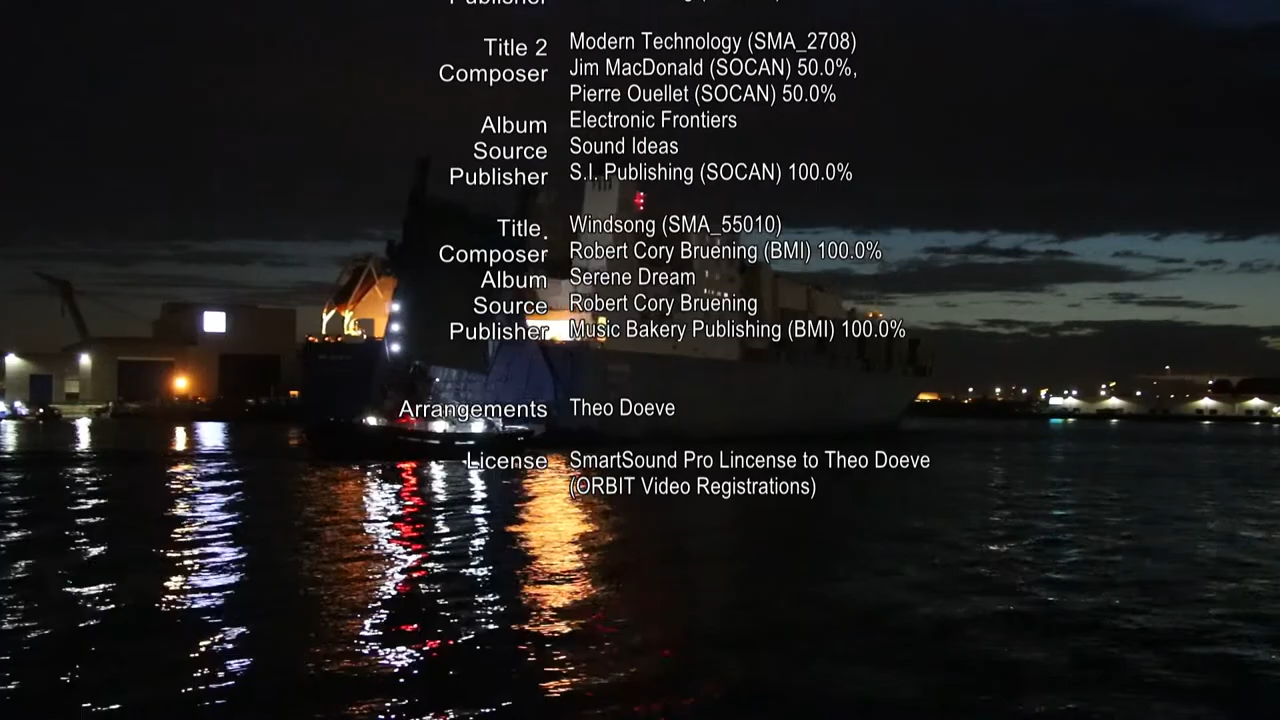 Title 2 Modern Technology (SMA_2708)
Composer Jim MacDonald (SOCAN) 50.0%,
Pierre Ouellet (SOCAN) 50.0%
Album Electronic Frontiers
Source Sound Ideas
Publisher S.I. Publishing (SOCAN) 100.0%
Title. Windsong (SMA_55010)
Composer Robert Cory Bruening (BMI) 100.0%
Album Serene Dream
Source Robert Cory Bruening
Publisher Music Bakery Publishing (BMI) 100.0%
Arrangements Theo Doeve
License SmartSound Pro Lincense to Theo Doeve
(ORBIT Video Registrations)